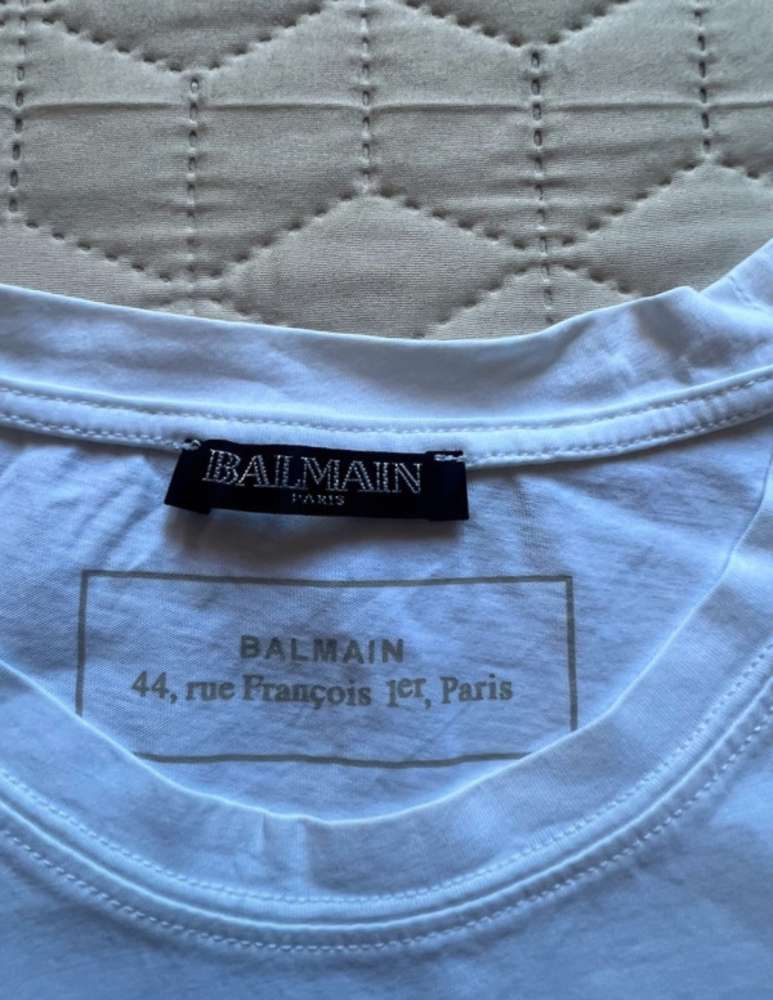 BALMAIN
PARIS
BALMAIN
44, rue François 1er, Paris